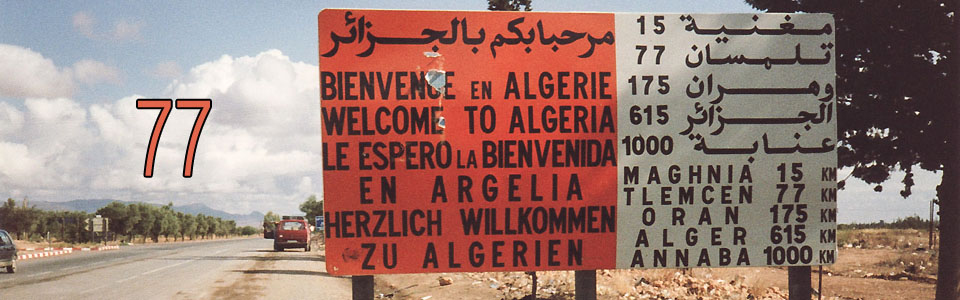 77
مرحبابكم بالجزائر
BIENVENUE EN ALGERIE
WELCOME TO ALGERIA
LE ESPERO LA BIENVENIDA
EN ARGELIA
HERZLICH WILLKOMMEN
ZU ALGERIEN
مغنية 15
تلمسان 77
وهران 175
الجزائر 615
عنابة 1000
MAGHNIA 15 KM
TLEMCEN 77 KM
ORAN 175 KM
ALGER 615 KM
ANNABA 1000 KM